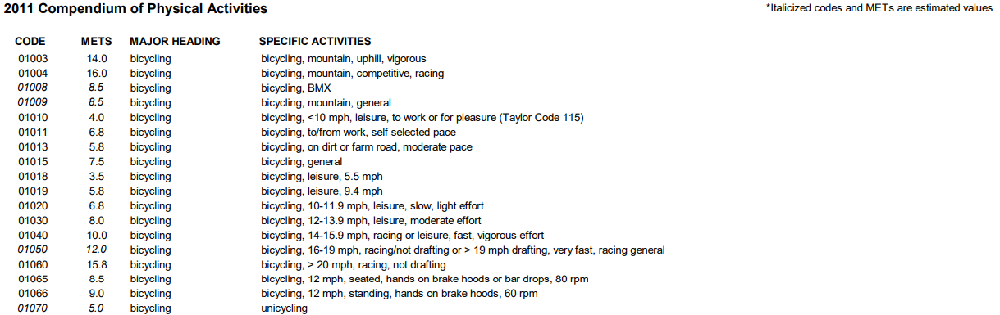 2011 Compendium of Physical Activities *Italicized codes and METs are estimated values
CODE METS MAJOR HEADING SPECIFIC ACTIVITIES
01003 14.0 bicycling bicycling, mountain, uphill, vigorous
01004 16.0 bicycling bicycling, mountain, competitive, racing
01008 8.5 bicycling bicycling, BMX
01009 8.5 bicycling bicycling, mountain, general
01010 4.0 bicycling bicycling, <10 mph, leisure, to work or for pleasure (Taylor Code 115)
01011 6.8 bicycling bicycling, to/from work, self selected pace
01013 5.8 bicycling bicycling, on dirt or farm road, moderate pace
01015 7.5 bicycling bicycling, general
01018 3.5 bicycling bicycling, leisure, 5.5 mph
01019 5.8 bicycling bicycling, leisure, 9.4 mph
01020 6.8 bicycling bicycling, 10-11.9 mph, leisure, slow, light effort
01030 8.0 bicycling bicycling, 12-13.9 mph, leisure, moderate effort
01040 10.0 bicycling bicycling, 14-15.9 mph, racing or leisure, fast, vigorous effort
01050 12.0 bicycling bicycling, 16-19 mph, racing/not drafting or > 19 mph drafting, very fast, racing general
01060 15.8 bicycling bicycling, > 20 mph, racing, not drafting
01065 8.5 bicycling bicycling, 12 mph, seated, hands on brake hoods or bar drops, 80 rpm
01066 9.0 bicycling bicycling, 12 mph, standing, hands on brake hoods, 60 rpm
01070 5.0 bicycling unicycling